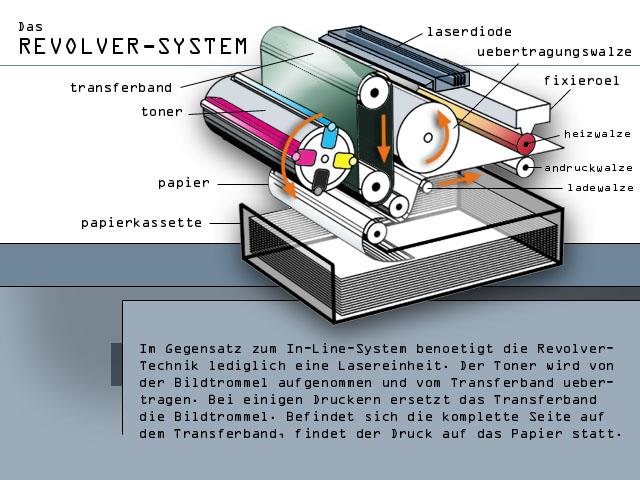 Das
REVOLVER-SYSTEM
laserdiode
uebertragungswalze
fixieroel
transferband
toner
heizwalze
andruckwalze
papier
ladewalze
papierkassette
Im Gegensatz zum In-Line-System benoetigt die Revolver-
Technik lediglich eine Lasereinheit. Der Toner wird von
der Bildtrommel aufgenommen und vom Transferband ueber-
tragen. Bei einigen Druckern ersetzt das Transferband
die Bildtrommel. Befindet sich die komplette Seite auf
dem Transferband, findet der Druck auf das Papier statt.